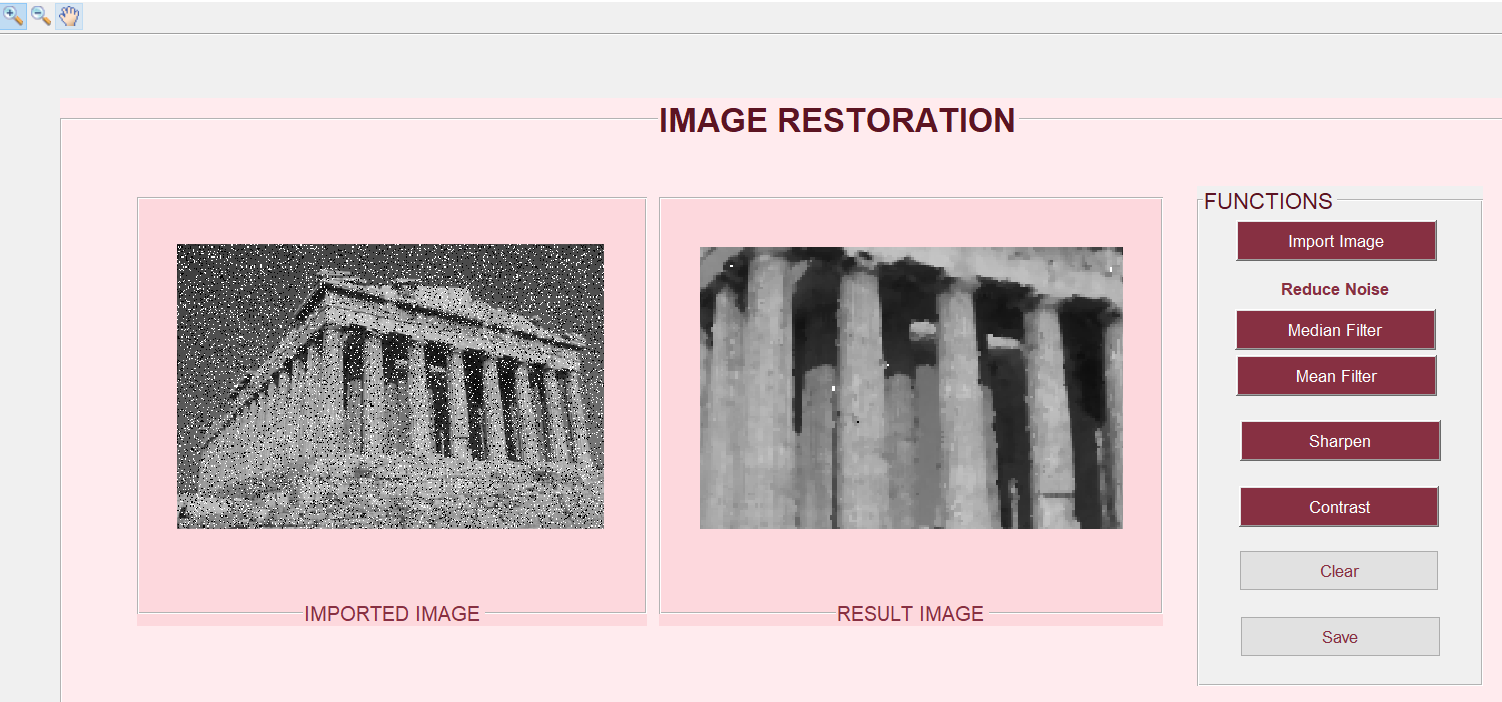 IMAGE RESTORATION
IMPORTED IMAGE
RESULT IMAGE
FUNCTIONS
Import Image
Reduce Noise
Median Filter
Mean Filter
Sharpen
Contrast
Clear
Save